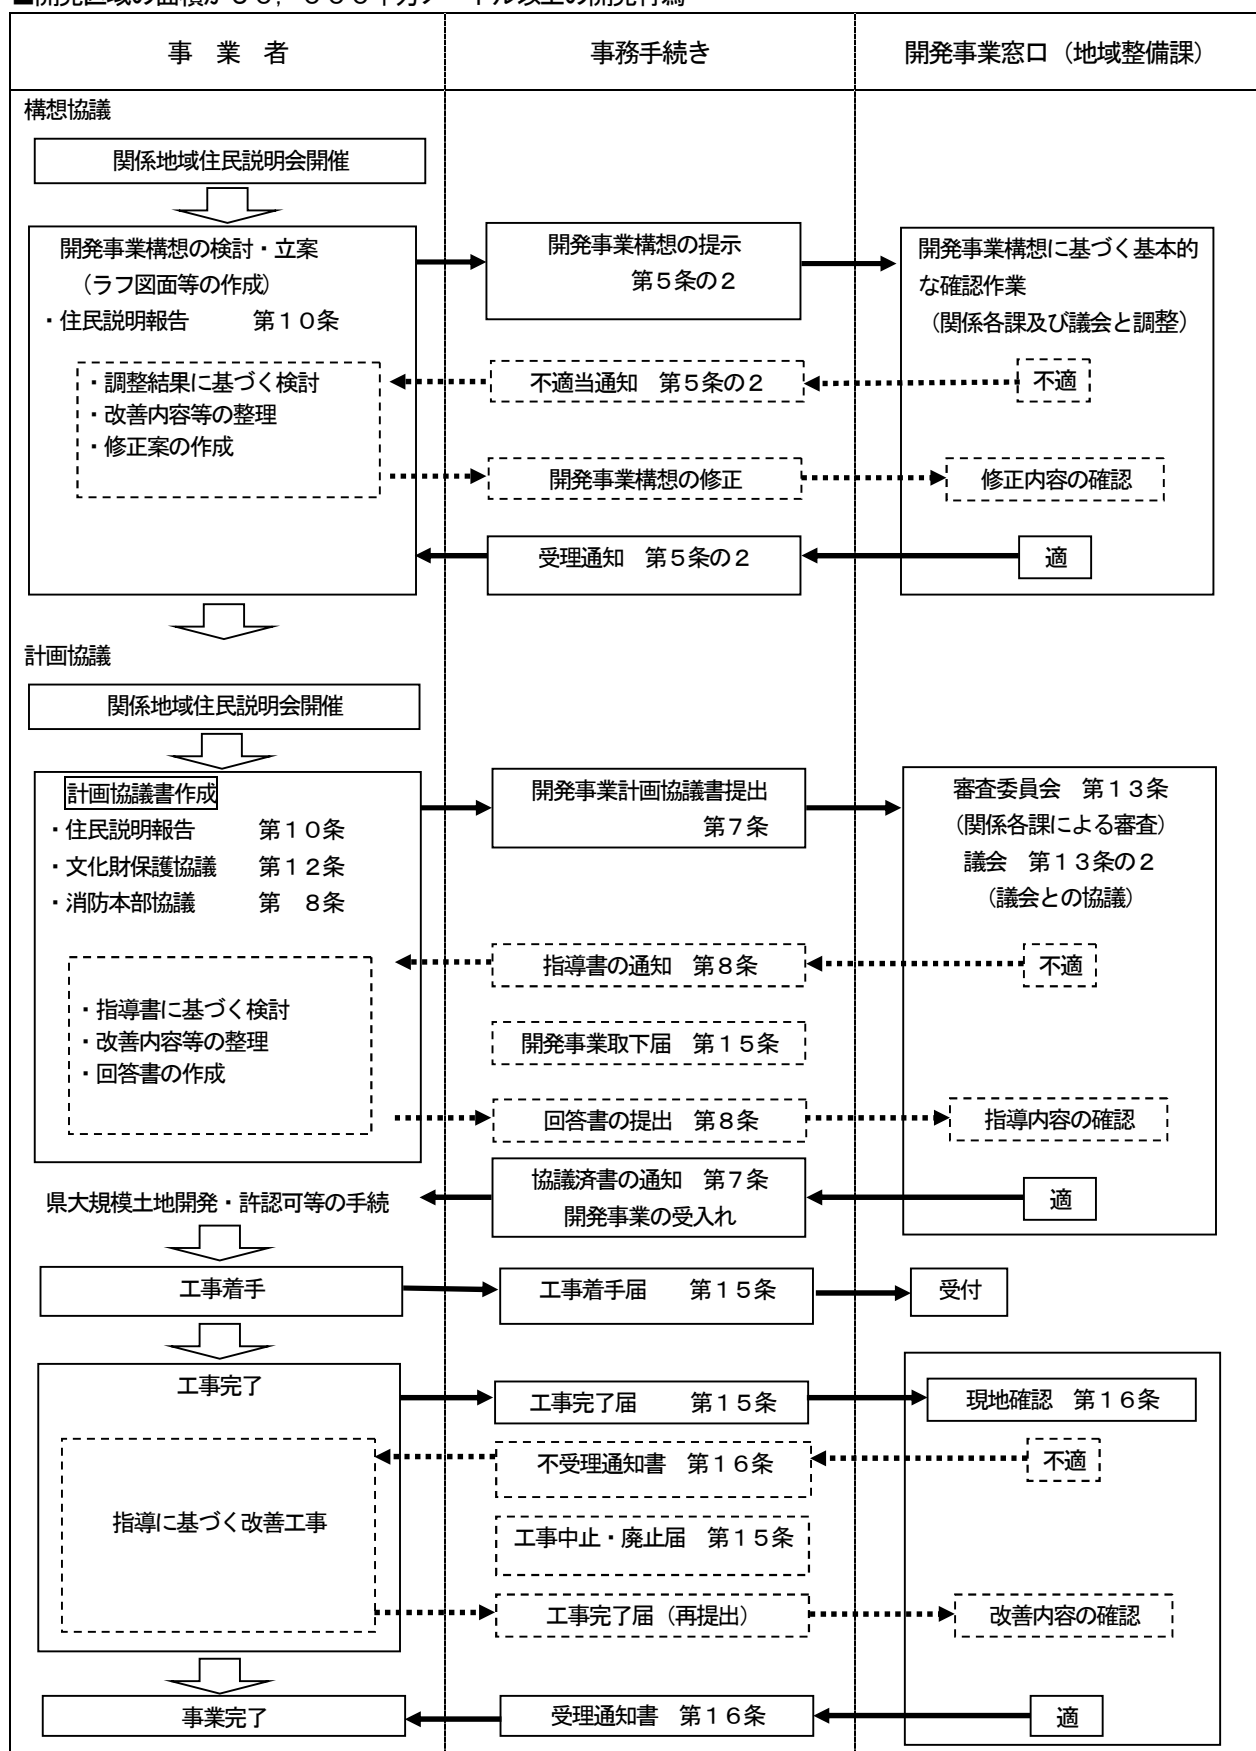 事 業 者
事務手続き
開発事業窓口（地域整備課）
構想協議
関係地域住民説明会開催
開発事業構想の検討・立案
（ラフ図面等の作成）
・住民説明報告 第１０条
開発事業構想の提示
第５条の２
開発事業構想に基づく基本的
な確認作業
（関係各課及び議会と調整）
・調整結果に基づく検討
・改善内容等の整理
・修正案の作成
不適当通知 第５条の２
不適
開発事業構想の修正
修正内容の確認
受理通知 第５条の２
適
計画協議
関係地域住民説明会開催
計画協議書作成
・住民説明報告 第１０条
・文化財保護協議 第１２条
・消防本部協議 第 ８条
開発事業計画協議書提出
第７条
審査委員会 第１３条
（関係各課による審査）
議会 第１３条の２
（議会との協議）
・指導書に基づく検討
・改善内容等の整理
・回答書の作成
指導書の通知 第８条
不適
開発事業取下届 第１５条
回答書の提出 第８条
指導内容の確認
協議済書の通知 第７条
開発事業の受入れ
適
県大規模土地開発・許認可等の手続
工事着手
工事着手届 第１５条
受付
工事完了
工事完了届 第１５条
現地確認 第１６条
指導に基づく改善工事
不受理通知書 第１６条
不適
工事中止・廃止届 第１５条
工事完了届（再提出）
改善内容の確認
事業完了
受理通知書 第１６条
適